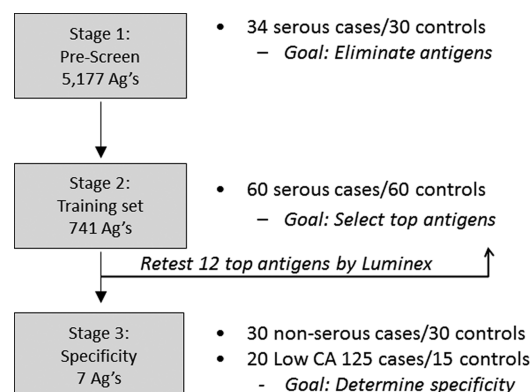 Stage 1:
Pre-Screen
5,177 Ag's
• 34 serous cases/30 controls
– Goal: Eliminate antigens
Stage 2:
Training set
741 Ag's
• 60 serous cases/60 controls
– Goal: Select top antigens
Retest 12 top antigens by Luminex
Stage 3:
Specificity
7 Ag's
• 30 non-serous cases/30 controls
• 20 Low CA 125 cases/15 controls
- Goal: Determine specificity